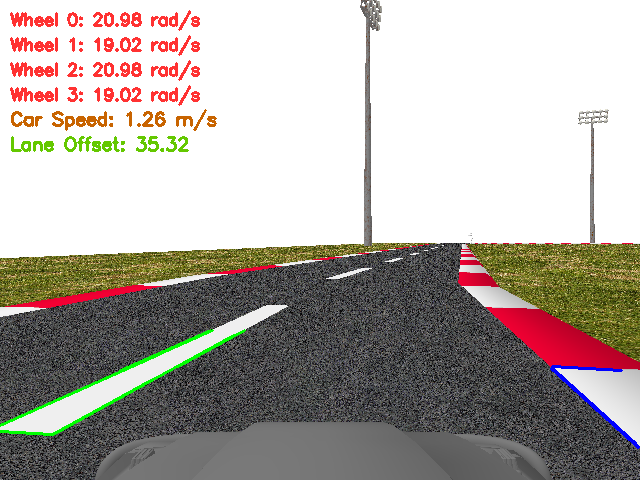 Wheel 0: 20.98 rad/s
Wheel 1: 19.02 rad/s
Wheel 2: 20.98 rad/s
Wheel 3: 19.02 rad/s
Car Speed: 1.26 m/s
Lane Offset: 35.32